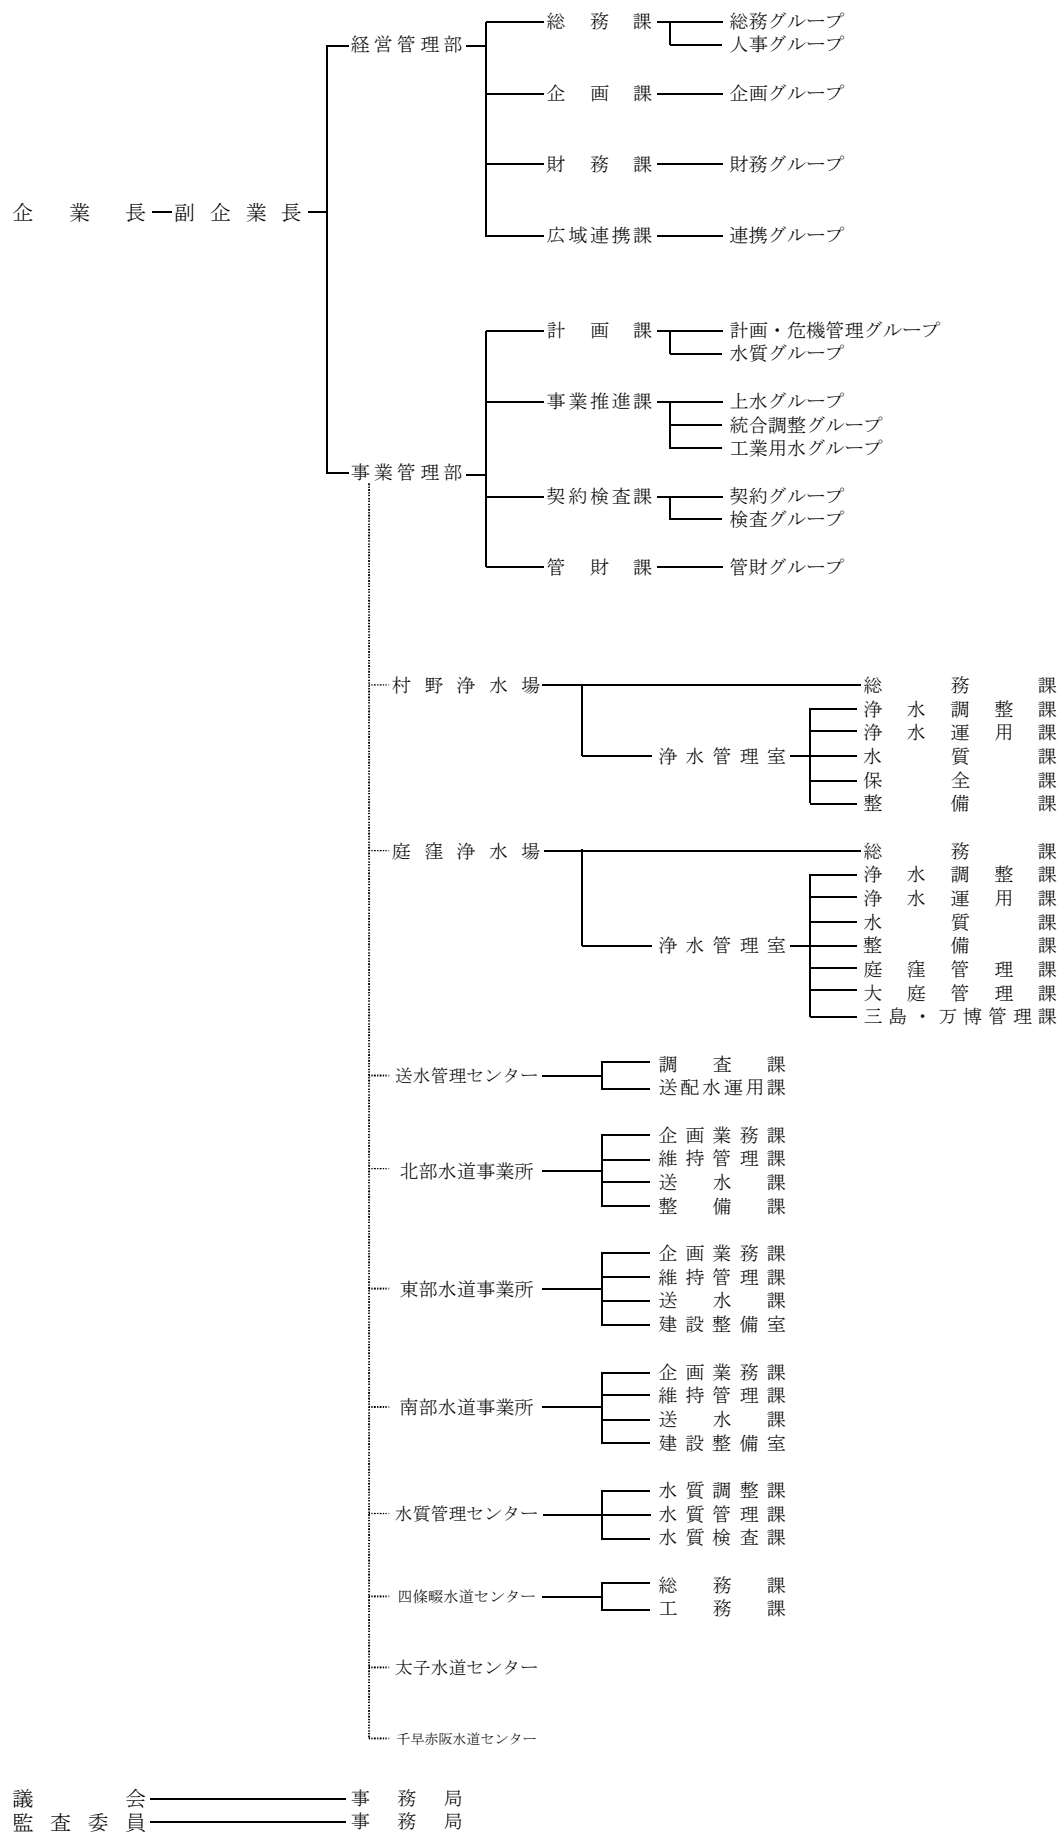 総務課 総務グループ
経営管理部 人事グループ
企画課 企画グループ
財務課 財務グループ
企業長 副企業長
広域連携課 連携グループ
計画課 計画・危機管理グループ
水質グループ
事業推進課 上水グループ
統合調整グループ
工業用水グループ
事業管理部
契約検査課 契約グループ
検査グループ
管財課 管財グループ
村野浄水場 総務課
浄水調整課
浄水運用課
浄水管理室 水質課
保全課
整備課
庭窪浄水場 総務課
浄水調整課
浄水運用課
水質課
浄水管理室 整備課
庭窪管理課
大庭管理課
三島・万博管理課
送水管理センター 調査課
送配水運用課
企画業務課
維持管理課
北部水道事業所
送水課
整備課
企画業務課
維持管理課
東部水道事業所
送水課
建設整備室
企画業務課
維持管理課
南部水道事業所
送水課
建設整備室
水質調整課
水質管理センター 水質管理課
水質検査課
総務課
四條畷水道センター
工務課
太子水道センター
千早赤阪水道センター
議会 事務局
監査委員 事務局